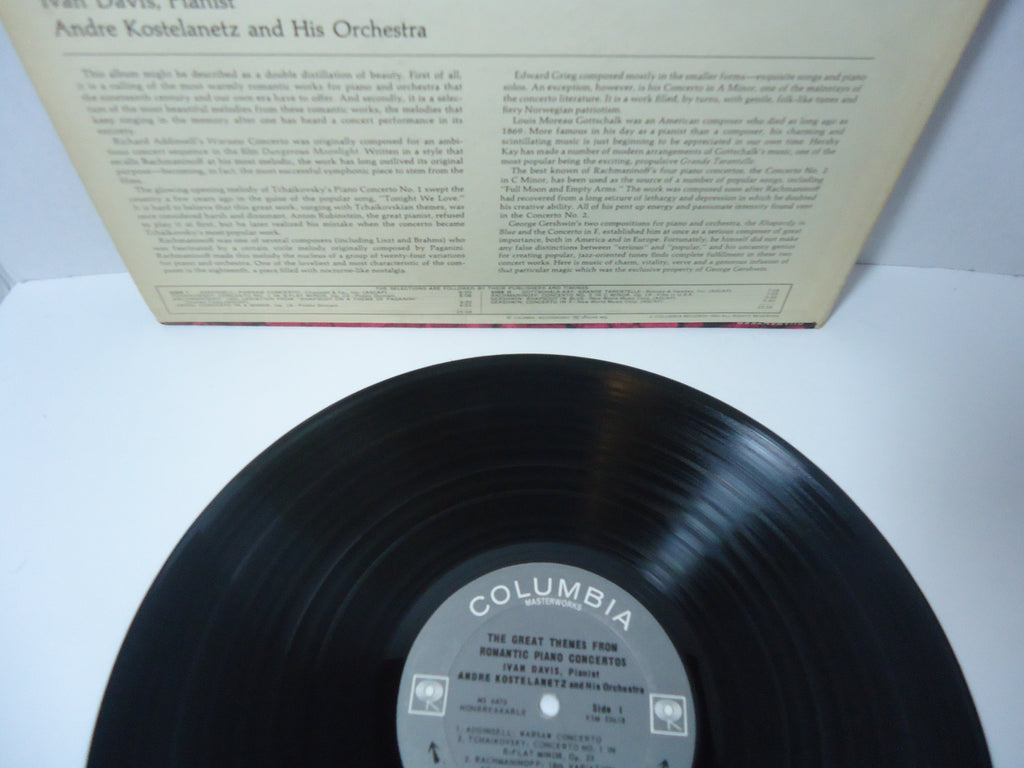 Ivan Davis, Pianist
Andre Kostelanetz and His Orchestra
This album might be described as a double distillation of beauty. First of all,
it is a culling of the most warmly romantic works for piano and orchestra that
the nineteenth century and our own era have to offer. And secondly, it is a selec-
tion of the most beautiful melodies from these romantic works, the melodies that
keep singing in the memory after one has heard a concert performance in its
entirety.
Richard Addinsell's Warsaw Concerto was originally composed for an ambi-
tious concert sequence in the film Dangerous Moonlight. Written in a style that
recalls Rachmaninoff at his most melodic, the work has long outlived its original
purpose—becoming, in fact, the most successful symphonic piece to stem from the
films.
The glowing opening melody of Tchaikovsky's Piano Concerto No. 1 swept the
country a few years ago in the guise of the popular song, "Tonight We Love."
It is hard to believe that this great work, surging with Tchaikovskian themes, was
once considered harsh and dissonant. Anton Rubinstein, the great pianist, refused
to play it at first, but he later realized his mistake when the concerto became
Tchaikovsky's most popular work.
Rachmaninoff was one of several composers (including Liszt and Brahms) who
was fascinated by a certain melody originally composed by Paganini.
Rachmaninoff made this melody the nucleus of a group of twenty-four variations
for piano and orchestra. One of the loveliest and most characteristic of the com-
poser is the eighteenth, a piece filled with nocturne-like nostalgia.
Edward Grieg composed mostly in the smaller forms—exquisite songs and piano
solos. An exception, however, is his Concerto in A Minor, one of the mainstays of
the concerto literature. It is a work filled, by turns, with gentle, folk-like tunes and
fiery Norwegian patriotism.
Louis Moreau Gottschalk was an American composer who died as long ago as
1869. More famous in his day as a pianist than a composer, his charming and
scintillating music is just beginning to be appreciated in our own time. Hershy
Kay has made a number of modern arrangements of Gottschalk's music, one of the
most popular being the exciting, propulsive Grande Tarantelle.
The best known of Rachmaninoff's four piano concertos, the Concerto No. 2
in C Minor, has been used as the source of a number of popular songs, including
"Full Moon and Empty Arms." The work was composed soon after Rachmaninoff
had recovered from a long seizure of lethargy and depression in which he doubted
his creative ability. All of his pent up energy and passionate intensity found vent
in the Concerto No. 2.
George Gershwin's two compositions for piano and orchestra, the Rhapsody in
Blue and the Concerto in F, established him at once as a serious composer of great
importance, both in America and in Europe. Fortunately, he himself did not make
any false distinctions between "serious" and "popular," and his uncanny genius
for creating popular, jazz-oriented tunes finds complete fulfillment in these two
concert works. Here is music of charm, vitality, verve and a generous infusion of
that particular magic which was the exclusive property of George Gershwin.
THE SELECTIONS ARE FOLLOWED BY THEIR PUBLISHERS AND TIMINGS
SIDE I
SIDE II
COLUMBIA
MASTERWORKS
THE GREAT THEMES FROM
ROMANTIC PIANO CONCERTOS
IVAN DAVIS, Pianist
ANDRE KOSTELANETZ and His Orchestra
NONBREAKABLE
Side 1
1. ADDINSELL: WARSAW CONCERTO
2. TCHAIKOVSKY: CONCERTO NO. 1 IN
B-FLAT MINOR, Op. 23